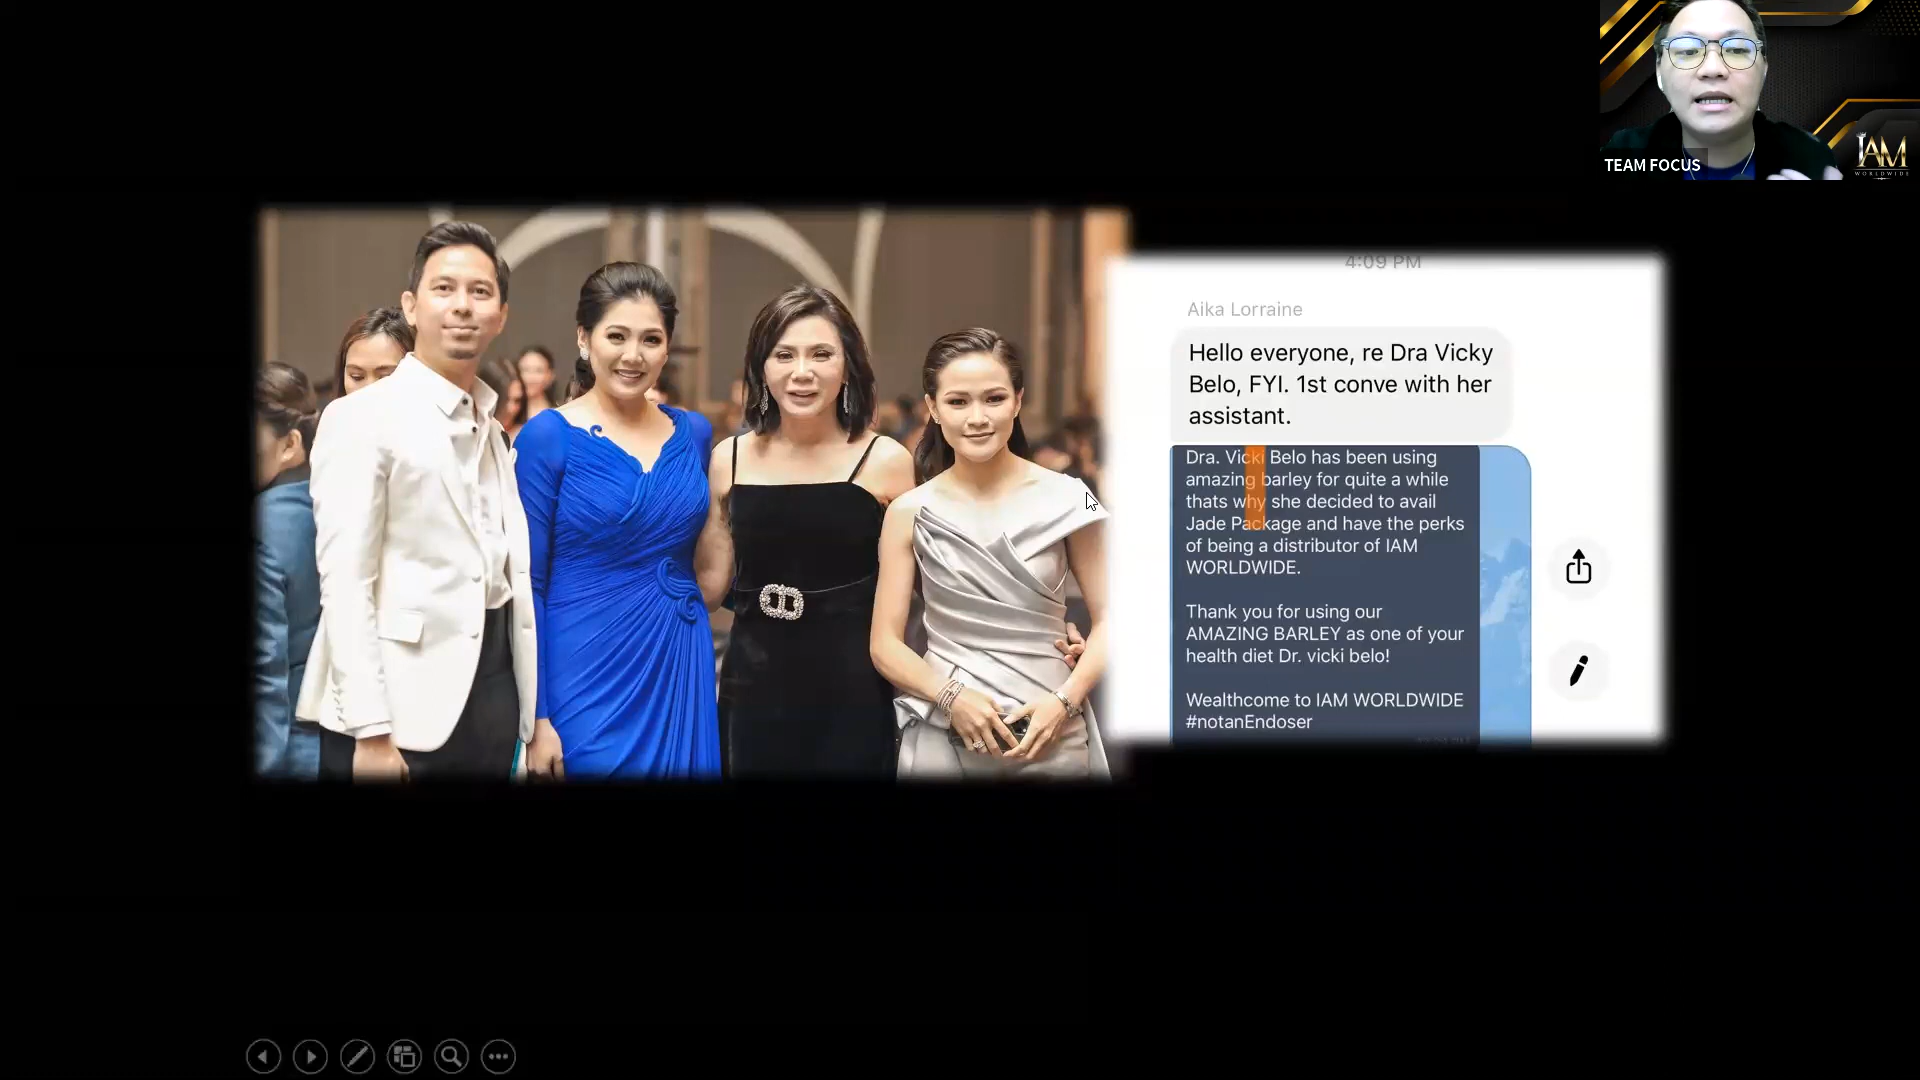 IAM
WORLDWIDE
TEAM FOCUS
4:09 PM
Aika Lorraine
Hello everyone, re Dra Vicky
Belo, FYI. 1st conve with her
assistant.
Dra. Vicki Belo has been using
amazing barley for quite a while
thats why she decided to avail
Jade Package and have the perks
of being a distributor of IAM
WORLDWIDE.
Thank you for using our
AMAZING BARLEY as one of your
health diet Dr. vicki belo!
Wealthcome to IAM WORLDWIDE
#notanEndoser